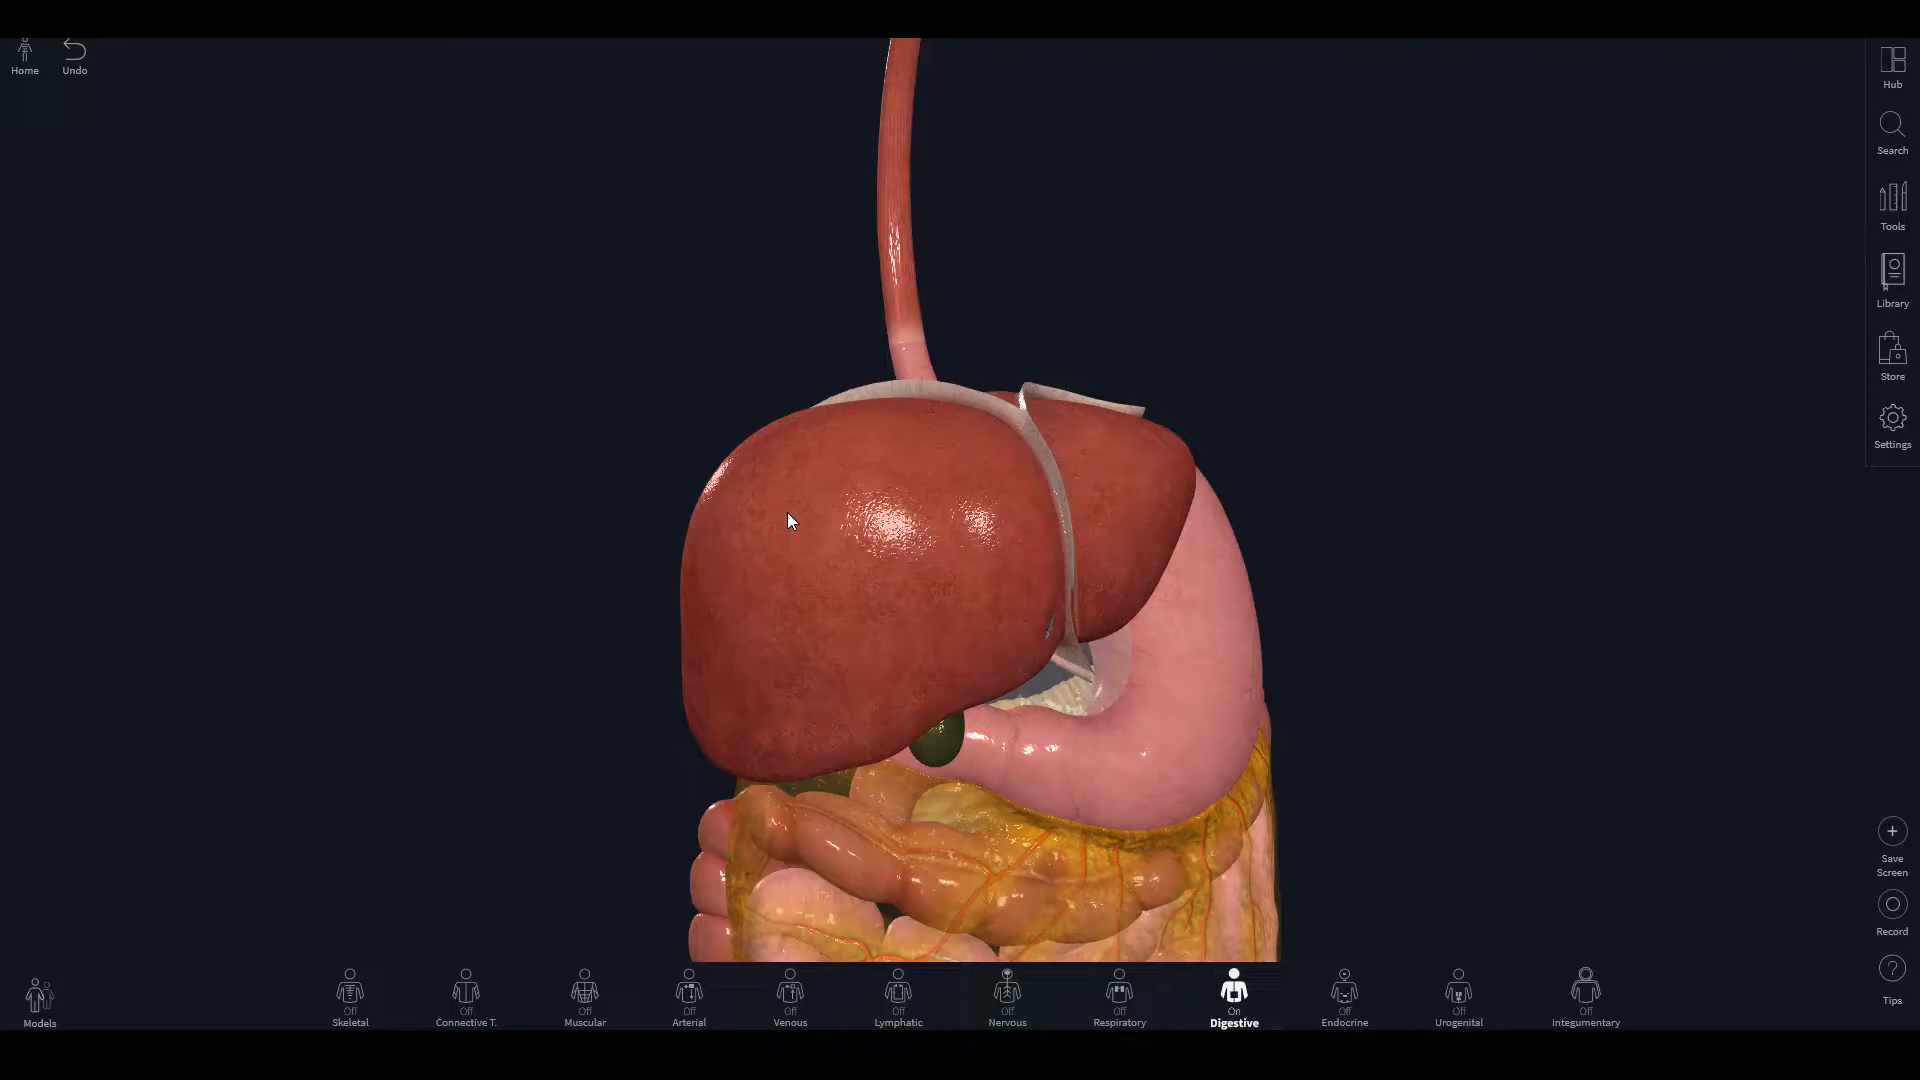 Home Undo
Hub
Search
Tools
Library
Store
Settings
+
Save
Screen
Record
?
Tips
Off Off Off Off Off Off Off Off On Off Off Off
Models Skeletal Connective T. Muscular Arterial Venous Lymphatic Nervous Respiratory Digestive Endocrine Urogenital Integumentary